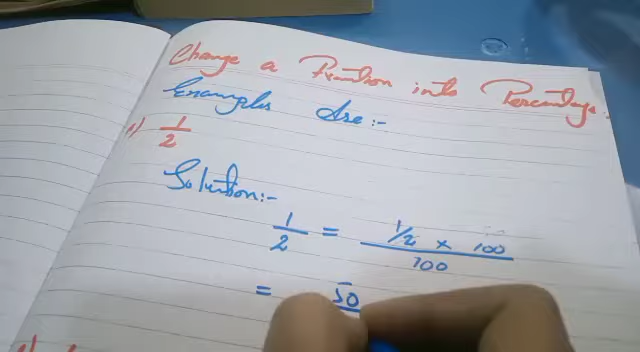 Change a Fraction into Percentage:
Examples Are:-
1) 1/2
Solution:-
1/2 = (1/2 × 100)/100
= 50